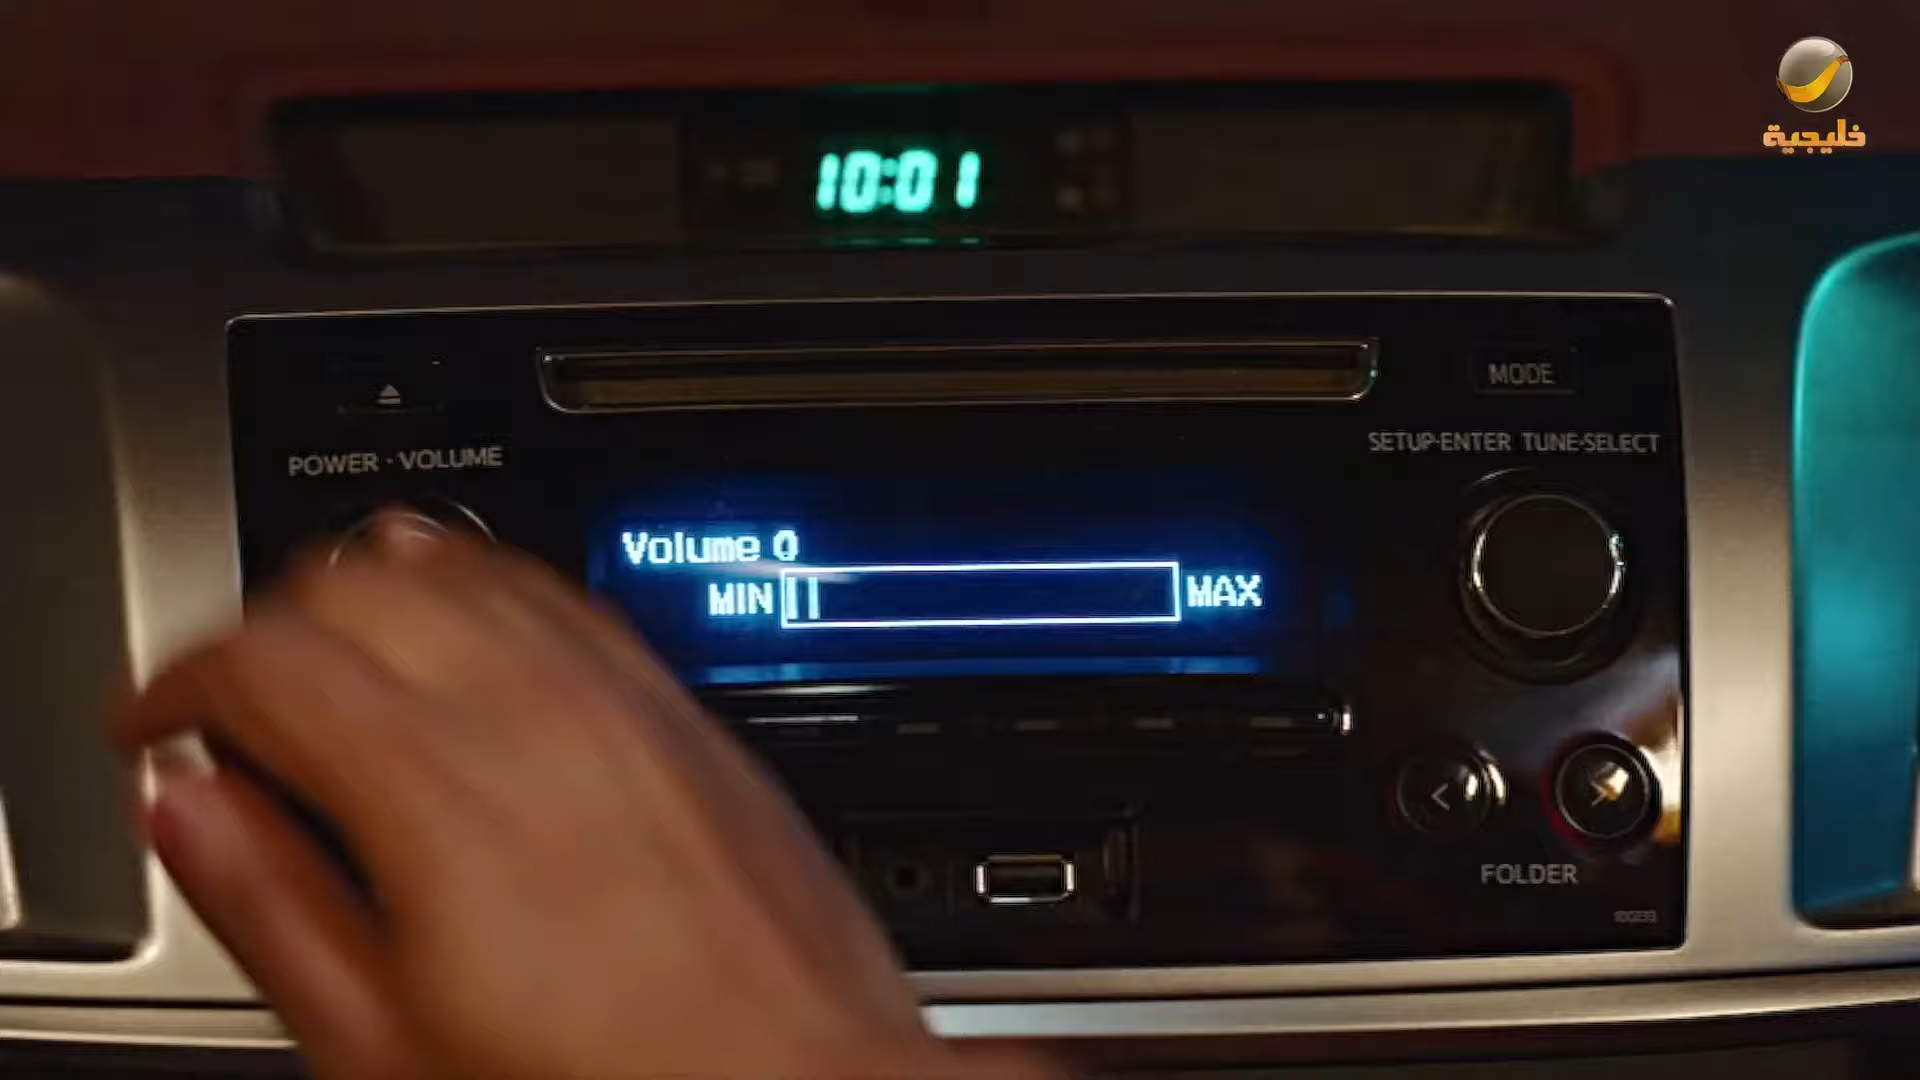 خليجية
10:01
MODE
POWER · VOLUME
SETUP·ENTER TUNE·SELECT
Volume 0
MIN MAX
FOLDER